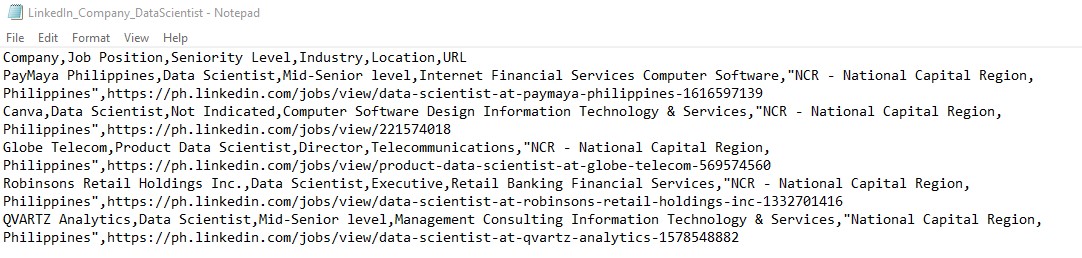 LinkedIn_Company_DataScientist - Notepad
File Edit Format View Help
Company,Job Position,Seniority Level,Industry,Location,URL
PayMaya Philippines,Data Scientist,Mid-Senior level,Internet Financial Services Computer Software,"NCR - National Capital Region,
Philippines",https://ph.linkedin.com/jobs/view/data-scientist-at-paymaya-philippines-1616597139
Canva,Data Scientist,Not Indicated,Computer Software Design Information Technology & Services,"NCR - National Capital Region,
Philippines",https://ph.linkedin.com/jobs/view/221574018
Globe Telecom,Product Data Scientist,Director,Telecommunications,"NCR - National Capital Region,
Philippines",https://ph.linkedin.com/jobs/view/product-data-scientist-at-globe-telecom-569574560
Robinsons Retail Holdings Inc.,Data Scientist,Executive,Retail Banking Financial Services,"NCR - National Capital Region,
Philippines",https://ph.linkedin.com/jobs/view/data-scientist-at-robinsons-retail-holdings-inc-1332701416
QVARTZ Analytics,Data Scientist,Mid-Senior level,Management Consulting Information Technology & Services,"National Capital Region,
Philippines",https://ph.linkedin.com/jobs/view/data-scientist-at-qvartz-analytics-1578548882